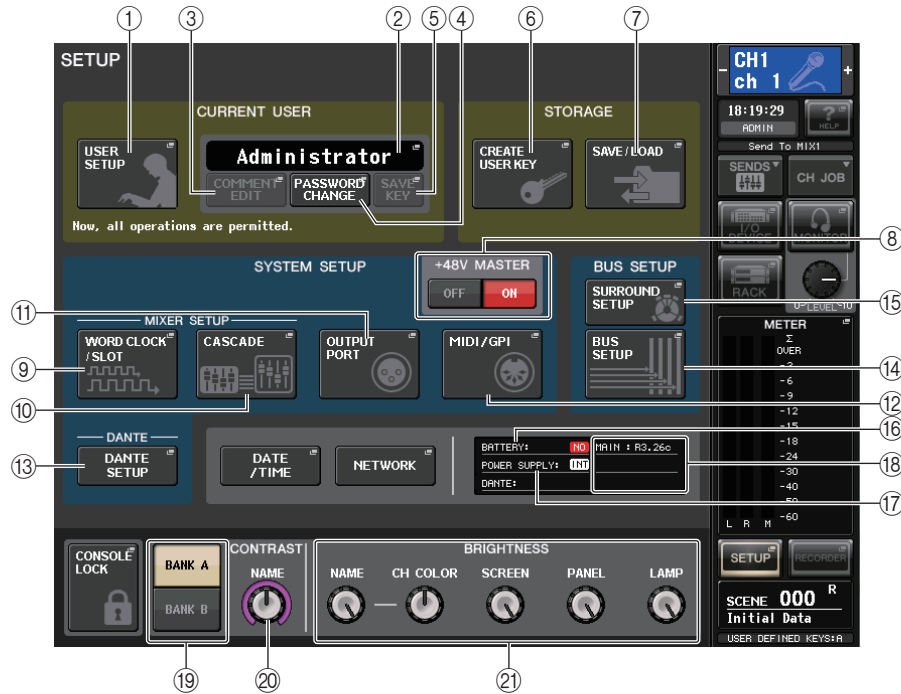 ① ③ ② ⑤ ④ ⑥ ⑦
SETUP
CURRENT USER
STORAGE
USER SETUP
Administrator
COMMENT EDIT
PASSWORD CHANGE
SAVE KEY
Now, all operations are permitted.
CREATE USER KEY
SAVE/LOAD
⑧
SYSTEM SETUP
+48V MASTER
OFF
ON
BUS SETUP
SURROUND SETUP
⑮
⑪
MIXER SETUP
WORD CLOCK /SLOT
CASCADE
OUTPUT PORT
MIDI/GPI
BUS SETUP
⑨
⑩
⑭
⑫
⑬
DANTE
DANTE SETUP
DATE /TIME
NETWORK
BATTERY: NO
POWER SUPPLY: INT
DANTE:
MAIN : R3.26c
⑯
⑱
⑰
CONSOLE LOCK
BANK A
BANK B
CONTRAST
NAME
BRIGHTNESS
NAME
CH COLOR
SCREEN
PANEL
LAMP
⑲ ⑳ ㉑
- CH1 +
ch 1
18:19:29
ADMIN
?
HELP
Send To MIX1
SENDS
CH JOB
I/O DEVICE
MONITOR
RACK
0 LEVEL 10
METER
Σ
OVER
-3
-6
-9
-12
-15
-18
-24
-30
-40
-50
-60
L R M
SETUP
RECORDER
SCENE 000 R
Initial Data
USER DEFINED KEYS:A